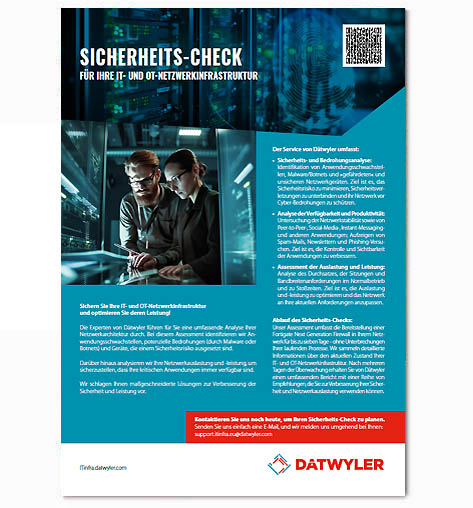 SICHERHEITS-CHECK
FÜR IHRE IT- UND OT-NETZWERKINFRASTRUKTUR
Der Service von Dätwyler umfasst:
• Sicherheits- und Bedrohungsanalyse:
Identifikation von Anwendungsschwachstel-
len, Malware/Botnets und »gefährdeten« und
unsicheren Netzwerkgeräten. Ziel ist es, das
Sicherheitsrisiko zu minimieren, Sicherheitsver-
letzungen zu unterbinden und Ihr Netzwerk vor
Cyber-Bedrohungen zu schützen.
• Analyse der Verfügbarkeit und Produktivität:
Untersuchung der Netzwerkstabilität sowie von
Peer-to-Peer-, Social-Media-, Instant-Messaging-
und anderen Anwendungen; Aufzeigen von
Spam-Mails, Newslettern und Phishing-Versu-
chen. Ziel ist es, die Kontrolle und Sichtbarkeit
der Anwendungen zu verbessern.
• Assessment der Auslastung und Leistung:
Analyse des Durchsatzes, der Sitzungen und
Bandbreitenanforderungen im Normalbetrieb
und zu Stoßzeiten. Ziel ist es, die Auslastung
und -leistung zu optimieren und das Netzwerk
an Ihre aktuellen Anforderungen anzupassen.
Ablauf des Sicherheits-Checks:
Unser Assessment umfasst die Bereitstellung einer
Fortigate Next Generation Firewall in Ihrem Netz-
werk für bis zu sieben Tage - ohne Unterbrechungen
Ihrer laufenden Prozesse. Wir sammeln detaillierte
Informationen über den aktuellen Zustand Ihrer
IT- und OT-Netzwerkinfrastruktur. Nach mehreren
Tagen der Überwachung erhalten Sie von Dätwyler
einen umfassenden Bericht mit einer Reihe von
Empfehlungen, die Sie zur Verbesserung Ihrer Sicher-
heit und Netzwerkauslastung verwenden können.
Sichern Sie Ihre IT- und OT-Netzwerkinfrastruktur
und optimieren Sie deren Leistung!
Die Experten von Dätwyler führen für Sie eine umfassende Analyse Ihrer
Netzwerkarchitektur durch. Bei diesem Assessment identifizieren wir An-
wendungsschwachstellen, potenzielle Bedrohungen (durch Malware oder
Botnets) und Geräte, die einem Sicherheitsrisiko ausgesetzt sind.
Darüber hinaus analysieren wir Ihre Netzwerkauslastung und -leistung, um
sicherzustellen, dass Ihre kritischen Anwendungen immer verfügbar sind.
Wir schlagen Ihnen maßgeschneiderte Lösungen zur Verbesserung der
Sicherheit und Leistung vor.
Kontaktieren Sie uns noch heute, um Ihren Sicherheits-Check zu planen.
Senden Sie uns einfach eine E-Mail, und wir melden uns umgehend bei Ihnen:
support.itinfra.eu@datwyler.com
ITinfra.datwyler.com
DATWYLER